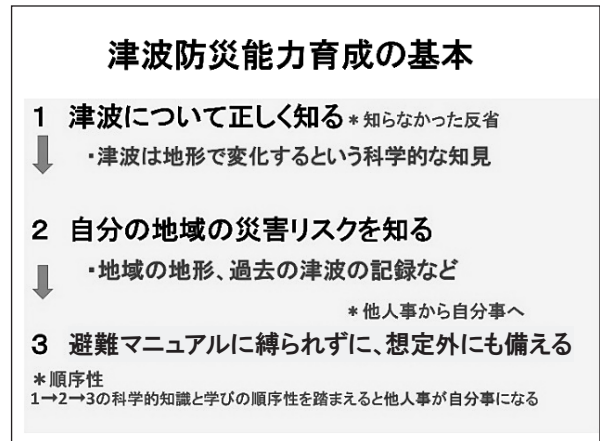 津波防災能力育成の基本
1 津波について正しく知る *知らなかった反省
・津波は地形で変化するという科学的な知見
2 自分の地域の災害リスクを知る
・地域の地形、過去の津波の記録など
*他人事から自分事へ
3 避難マニュアルに縛られずに、想定外にも備える
*順序性
1→2→3の科学的知識と学びの順序性を踏まえると他人事が自分事になる